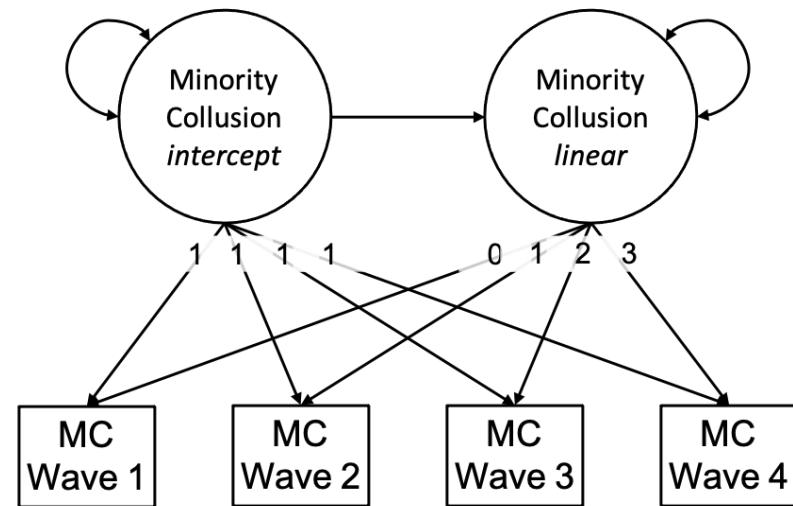 Minority
Collusion
intercept
Minority
Collusion
linear
1 1 1 1
0 1 2 3
MC
Wave 1
MC
Wave 2
MC
Wave 3
MC
Wave 4